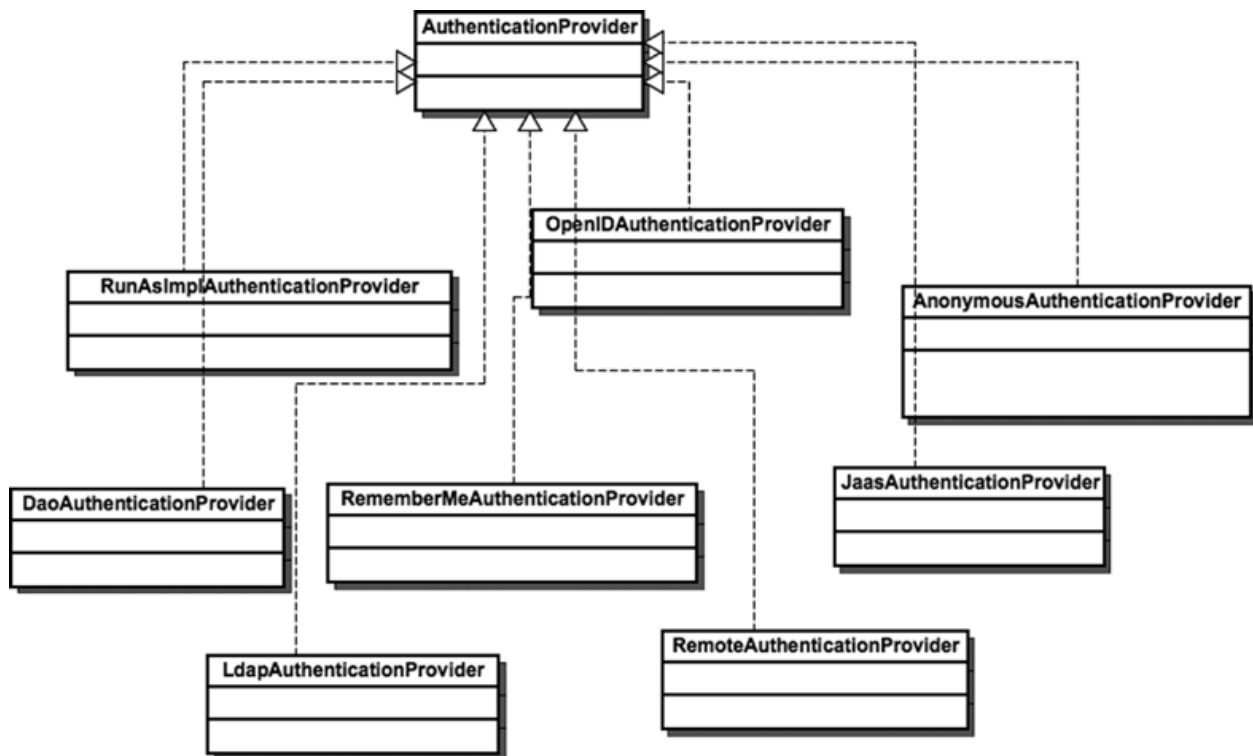 AuthenticationProvider
OpenIDAuthenticationProvider
RunAsImplAuthenticationProvider
AnonymousAuthenticationProvider
JaasAuthenticationProvider
DaoAuthenticationProvider
RememberMeAuthenticationProvider
RemoteAuthenticationProvider
LdapAuthenticationProvider